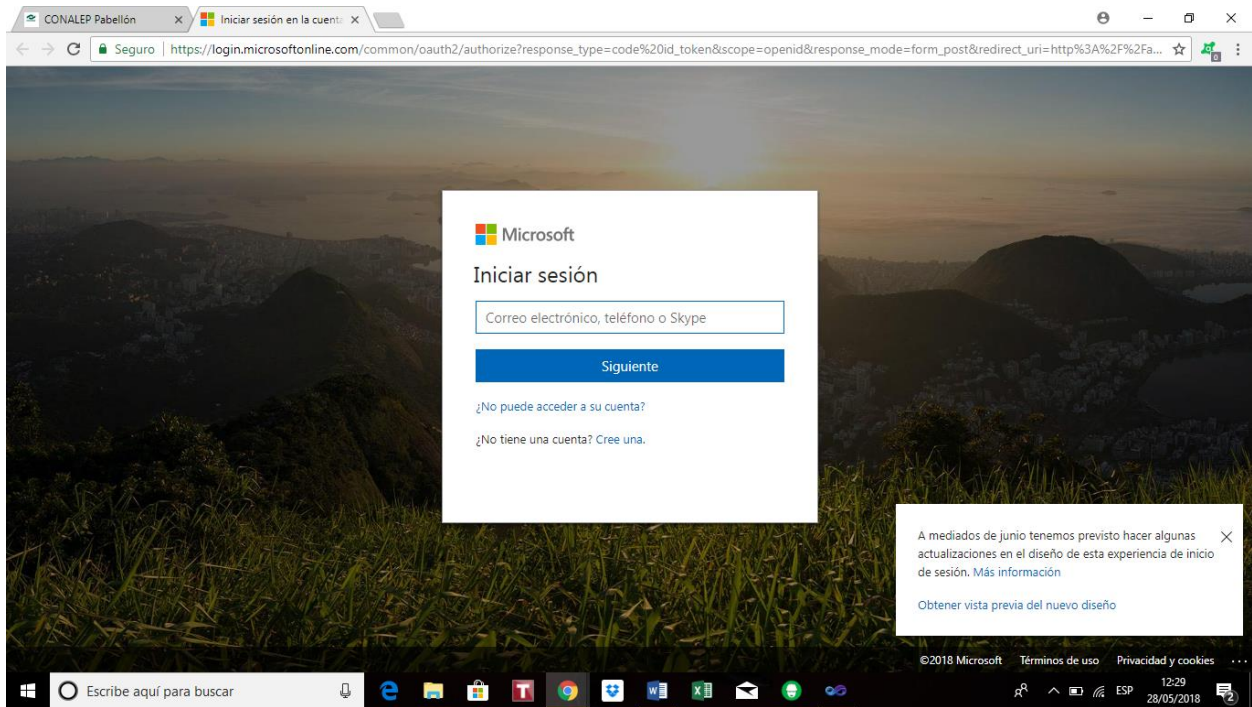 CONALEP Pabellón
Iniciar sesión en la cuenta
Seguro
https://login.microsoftonline.com/common/oauth2/authorize?response_type=code%20id_token&scope=openid&response_mode=form_post&redirect_uri=http%3A%2F%2Fa...
0
Microsoft
Iniciar sesión
Correo electrónico, teléfono o Skype
Siguiente
¿No puede acceder a su cuenta?
¿No tiene una cuenta? Cree una.
A mediados de junio tenemos previsto hacer algunas
actualizaciones en el diseño de esta experiencia de inicio
de sesión. Más información
Obtener vista previa del nuevo diseño
©2018 Microsoft Términos de uso Privacidad y cookies ...
Escribe aquí para buscar
ESP
12:29
28/05/2018
2